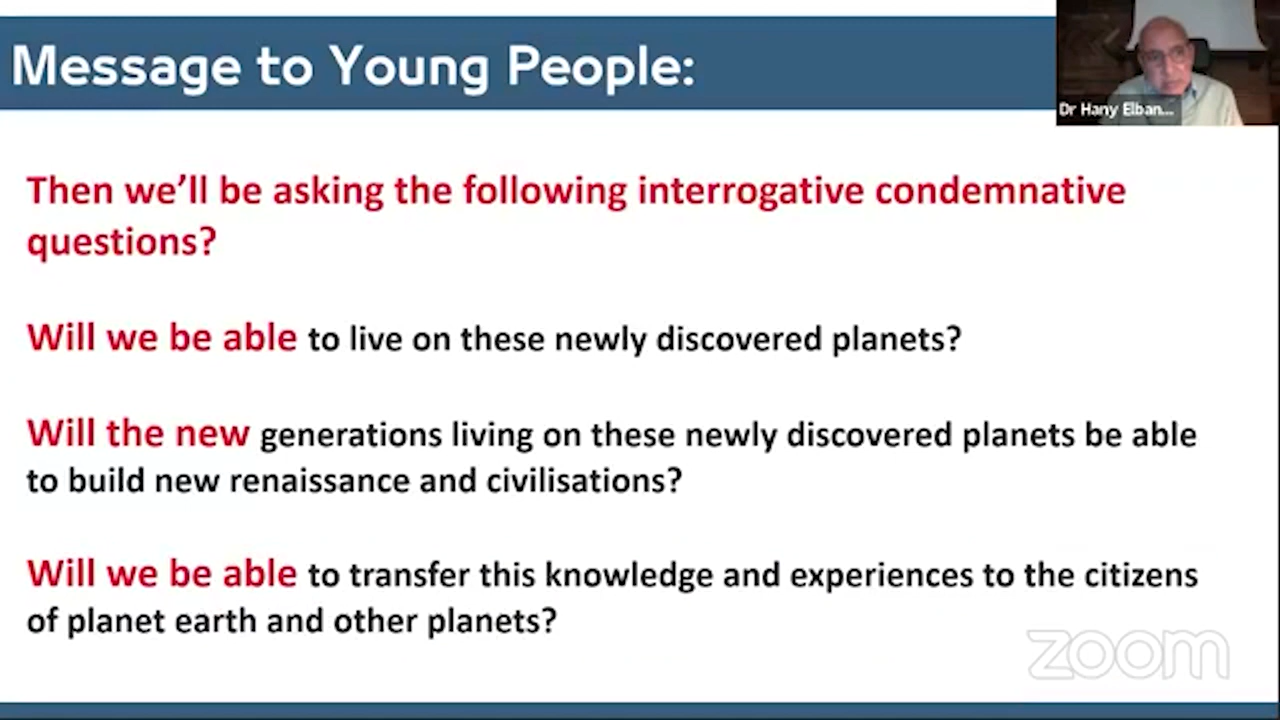 Message to Young People:
Dr Hany Elban...
Then we'll be asking the following interrogative condemnative
questions?
Will we be able to live on these newly discovered planets?
Will the new generations living on these newly discovered planets be able
to build new renaissance and civilisations?
Will we be able to transfer this knowledge and experiences to the citizens
of planet earth and other planets?
zoom